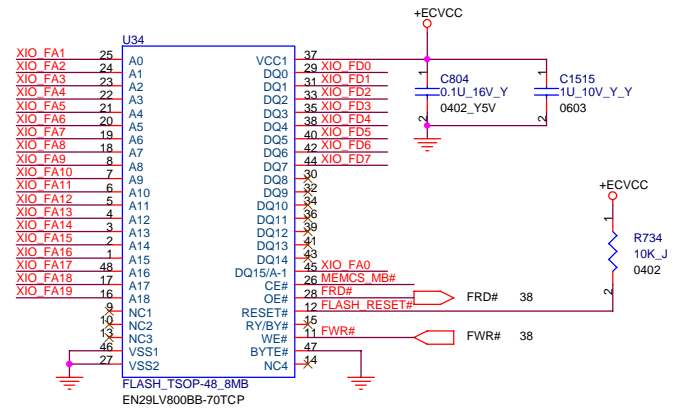 +ECVCC
U34
XIO_FA1 25 A0 VCC1 37
XIO_FA2 24 A1 DQ0 29 XIO_FD0
XIO_FA3 23 A2 DQ1 31 XIO_FD1
XIO_FA4 22 A3 DQ2 33 XIO_FD2
XIO_FA5 21 A4 DQ3 35 XIO_FD3
XIO_FA6 20 A5 DQ4 38 XIO_FD4
XIO_FA7 19 A6 DQ5 40 XIO_FD5
XIO_FA8 18 A7 DQ6 42 XIO_FD6
XIO_FA9 8 A8 DQ7 44 XIO_FD7
XIO_FA10 7 A9 DQ8 30
XIO_FA11 6 A10 DQ9 32
XIO_FA12 5 A11 DQ10 34
XIO_FA13 4 A12 DQ11 36
XIO_FA14 3 A13 DQ12 39
XIO_FA15 2 A14 DQ13 41
XIO_FA16 1 A15 DQ14 43
XIO_FA17 48 A16 DQ15/A-1 45 XIO_FA0
XIO_FA18 17 A17 CE# 26 MEMCS_MB#
XIO_FA19 16 A18 OE# 28 FRD# FRD# 38
9 NC1 RESET# 12 FLASH_RESET#
10 NC2 RY/BY# 15
13 NC3 WE# 11 FWR# FWR# 38
46 VSS1 BYTE# 47
27 VSS2 NC4 14
FLASH_TSOP-48_8MB
EN29LV800BB-70TCP
1 C804 2
0.1U_16V_Y
0402_Y5V
1 C1515 2
1U_10V_Y_Y
0603
+ECVCC
1 R734 2
10K_J
0402